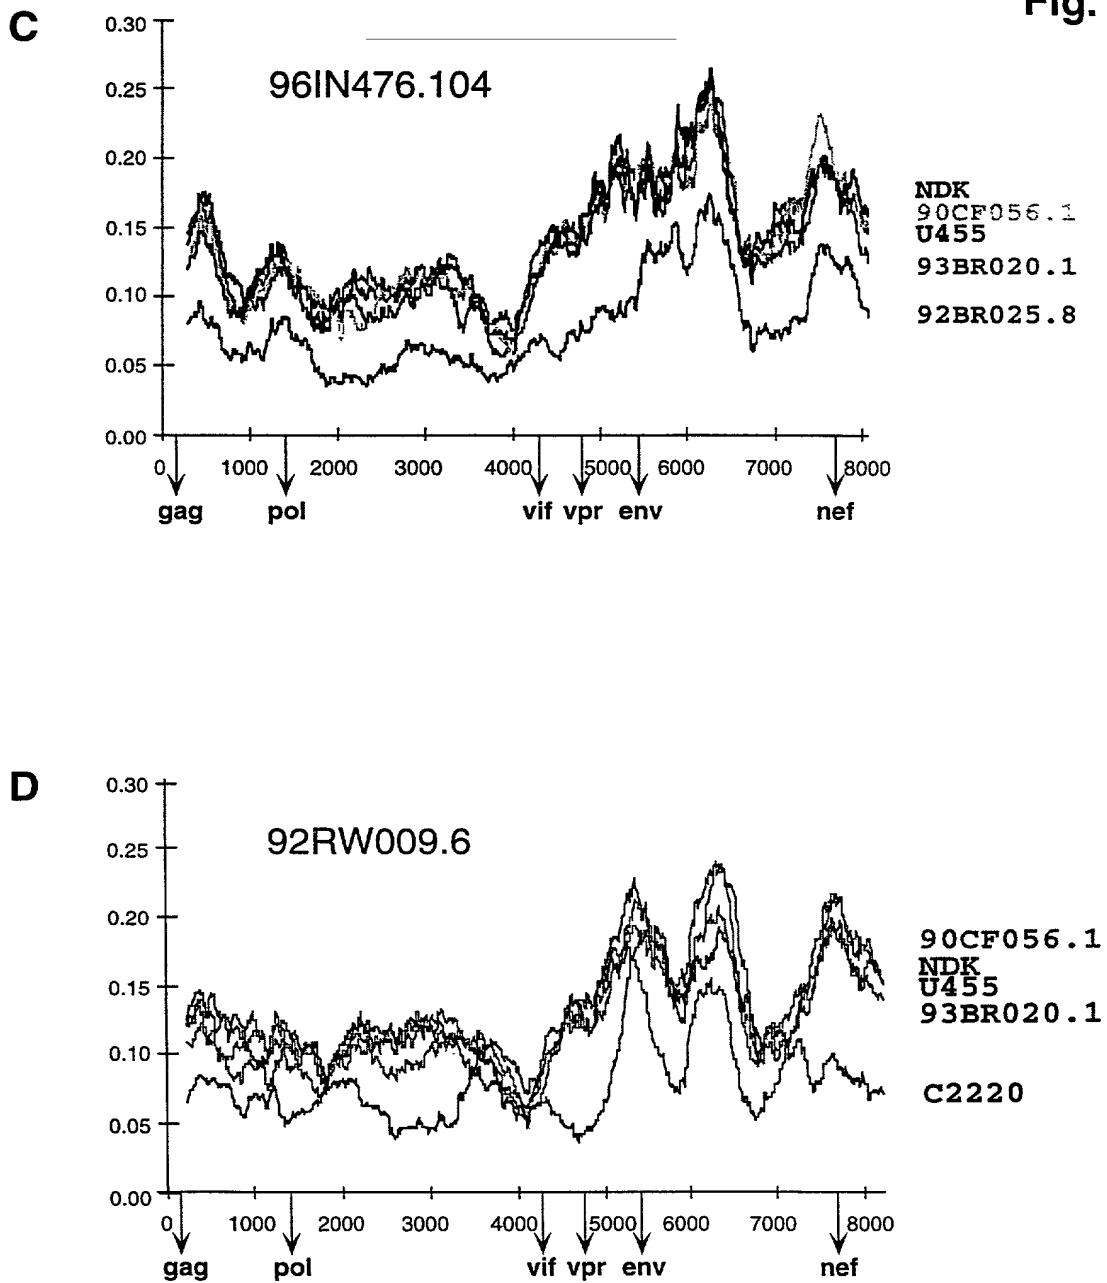 Fig.
C
96IN476.104
0.30
0.25
0.20
0.15
0.10
0.05
0.00
0 1000 2000 3000 4000 5000 6000 7000 8000
gag pol vif vpr env nef
NDK
90CF056.1
U455
93BR020.1
92BR025.8
D
92RW009.6
0.30
0.25
0.20
0.15
0.10
0.05
0.00
0 1000 2000 3000 4000 5000 6000 7000 8000
gag pol vif vpr env nef
90CF056.1
NDK
U455
93BR020.1
C2220